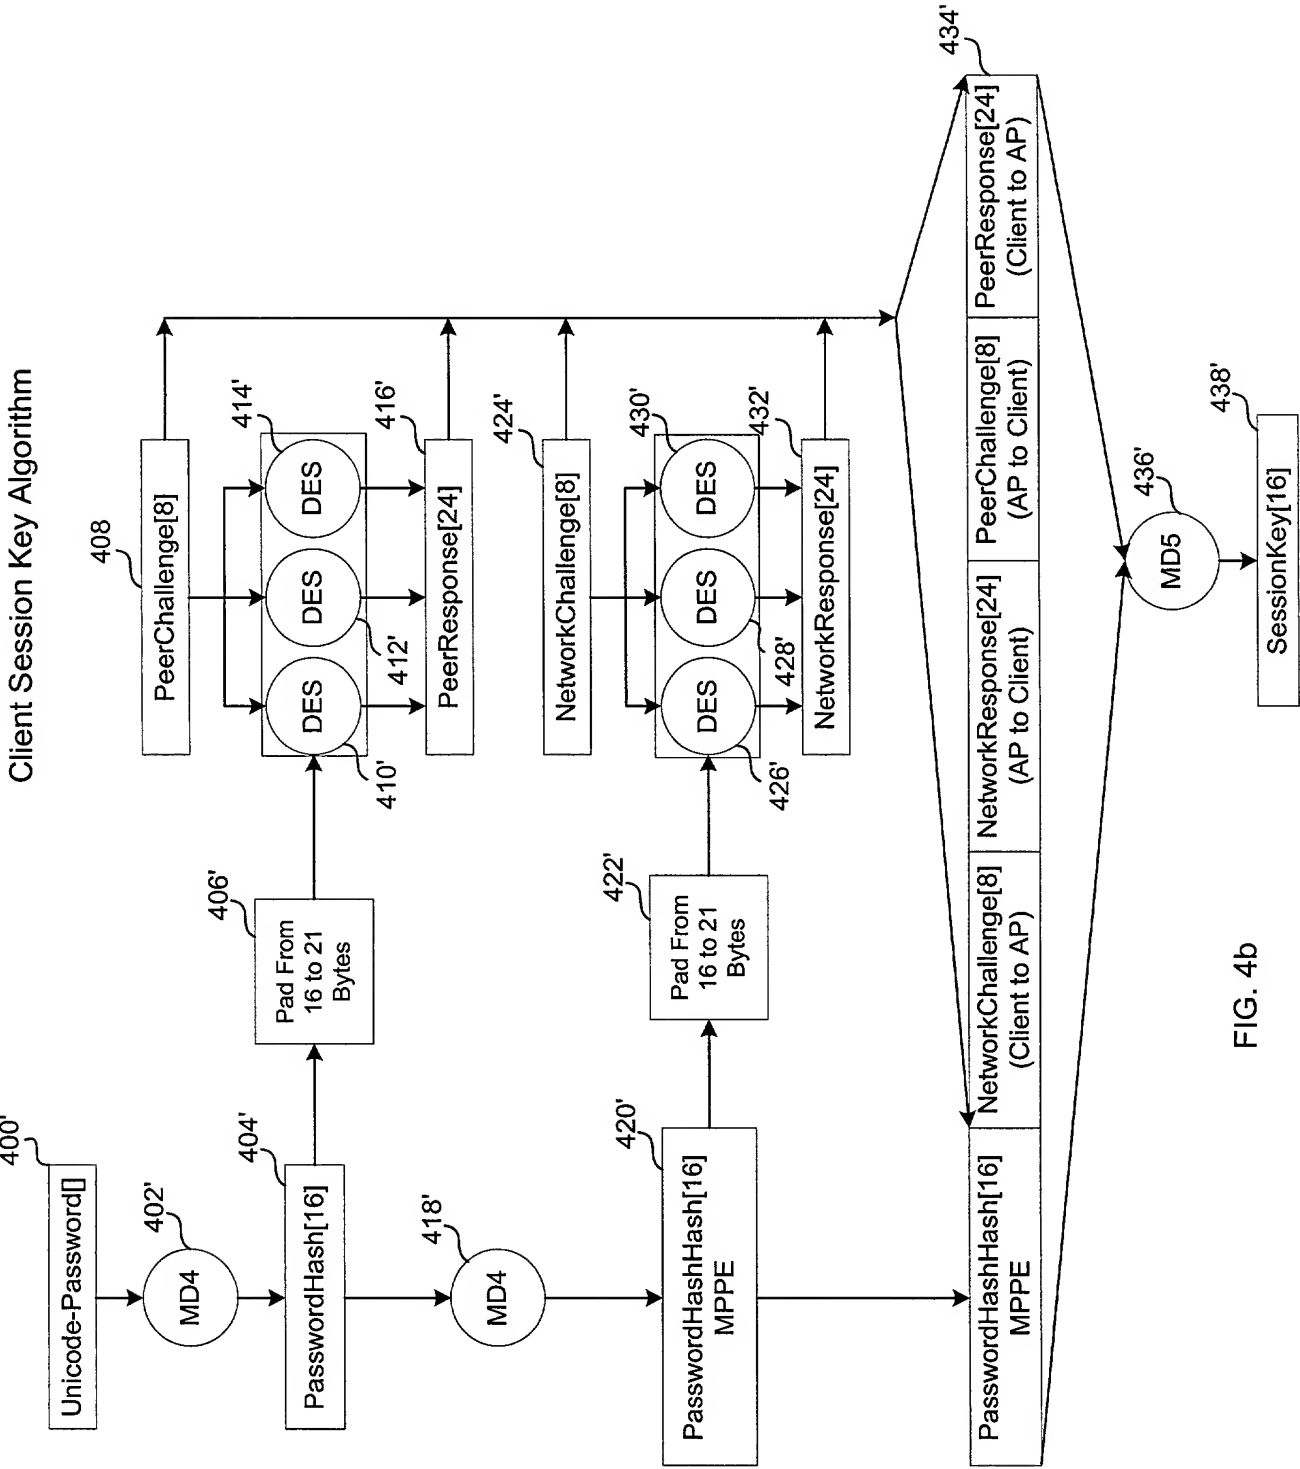 Client Session Key Algorithm
400'
Unicode-Password[]
402'
MD4
404'
PasswordHash[16]
406'
Pad From
16 to 21
Bytes
408
PeerChallenge[8]
DES
DES
DES
410'
412'
414'
416'
PeerResponse[24]
418'
MD4
420'
PasswordHashHash[16]
MPPE
422'
Pad From
16 to 21
Bytes
424'
NetworkChallenge[8]
DES
DES
DES
426'
428'
430'
432'
NetworkResponse[24]
434'
PasswordHashHash[16]
MPPE
NetworkChallenge[8]
(Client to AP)
NetworkResponse[24]
(AP to Client)
PeerChallenge[8]
(AP to Client)
PeerResponse[24]
(Client to AP)
436'
MD5
438'
SessionKey[16]
FIG. 4b